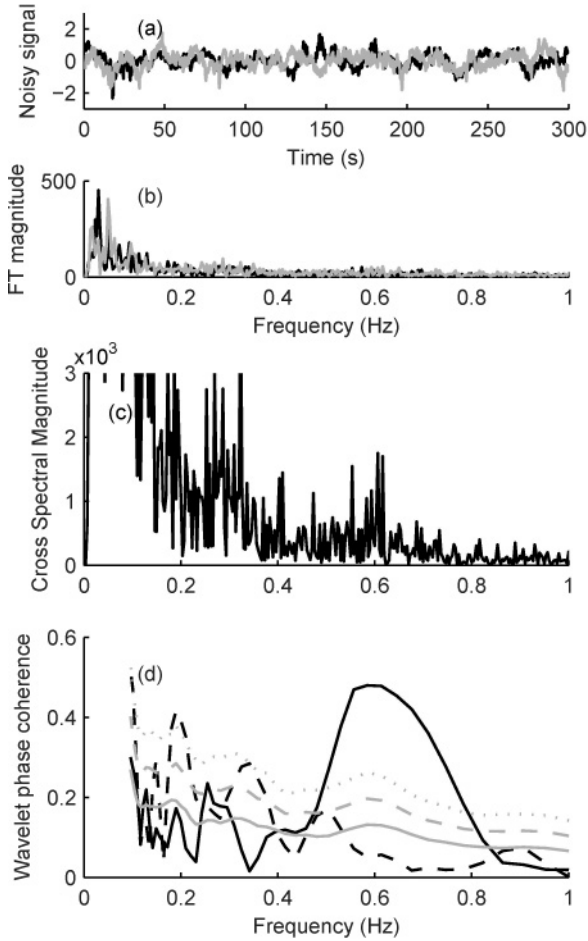 2
0
−2
Noisy signal
(a)
0 50 100 150 200 250 300
Time (s)
500
0
FT magnitude
(b)
0 0.2 0.4 0.6 0.8 1
Frequency (Hz)
x10³
3
2
1
0
Cross Spectral Magnitude
(c)
0 0.2 0.4 0.6 0.8 1
0.6
0.4
0.2
0
Wavelet phase coherence
(d)
0 0.2 0.4 0.6 0.8 1
Frequency (Hz)